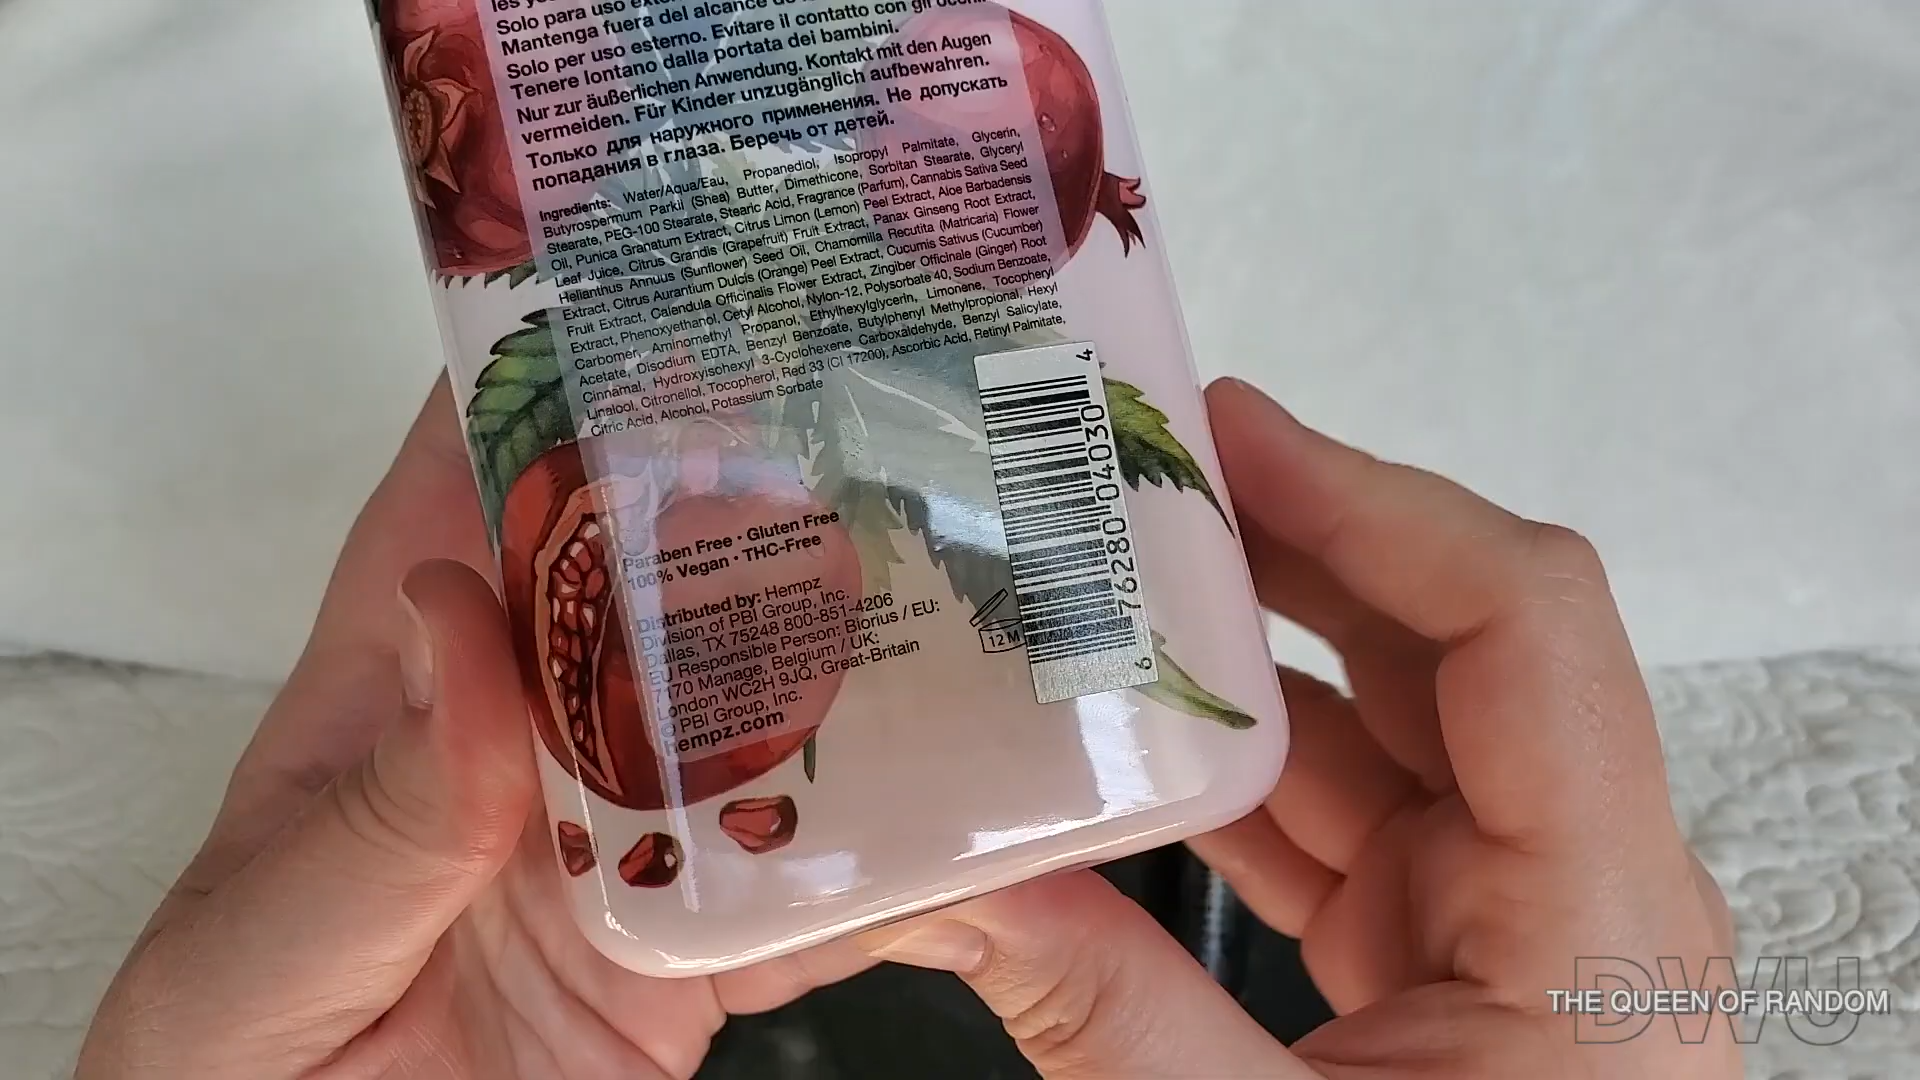 Solo para uso
Mantenga fuera del alcance
Solo per uso esterno. Evitare il contatto con gli
Tenere lontano dalla portata dei bambini.
Nur zur äußerlichen Anwendung. Kontakt mit den Augen
vermeiden. Für Kinder unzugänglich aufbewahren.
Только для наружного применения. Не допускать
попадания в глаза. Беречь от детей.
Ingredients: Water/Aqua/Eau, Propanediol, Isopropyl Palmitate, Glycerin,
Butyrospermum Parkii (Shea) Butter, Dimethicone, Sorbitan Stearate, Glyceryl
Stearate, PEG-100 Stearate, Stearic Acid, Fragrance (Parfum), Cannabis Sativa Seed
Oil, Punica Granatum Extract, Citrus Limon (Lemon) Peel Extract, Aloe Barbadensis
Leaf Juice, Citrus Grandis (Grapefruit) Fruit Extract, Panax Ginseng Root Extract,
Helianthus Annuus (Sunflower) Seed Oil, Chamomilla Recutita (Matricaria) Flower
Extract, Citrus Aurantium Dulcis (Orange) Peel Extract, Cucumis Sativus (Cucumber)
Fruit Extract, Calendula Officinalis Flower Extract, Zingiber Officinale (Ginger) Root
Extract, Phenoxyethanol, Cetyl Alcohol, Nylon-12, Polysorbate 40, Sodium Benzoate,
Carbomer, Aminomethyl Propanol, Ethylhexylglycerin, Limonene, Tocopheryl
Acetate, Disodium EDTA, Benzyl Benzoate, Butylphenyl Methylpropional, Hexyl
Cinnamal, Hydroxyisohexyl 3-Cyclohexene Carboxaldehyde, Benzyl Salicylate,
Linalool, Citronellol, Tocopherol, Red 33 (CI 17200), Ascorbic Acid, Retinyl Palmitate,
Citric Acid, Alcohol, Potassium Sorbate
Paraben Free • Gluten Free
100% Vegan • THC-Free
Distributed by: Hempz
Division of PBI Group, Inc.
Dallas, TX 75248 800-851-4206
EU Responsible Person: Biorius / EU:
7170 Manage, Belgium / UK:
London WC2H 9JQ, Great-Britain
© PBI Group, Inc.
hempz.com
12 M
6 76280 04030 4
DWU
THE QUEEN OF RANDOM